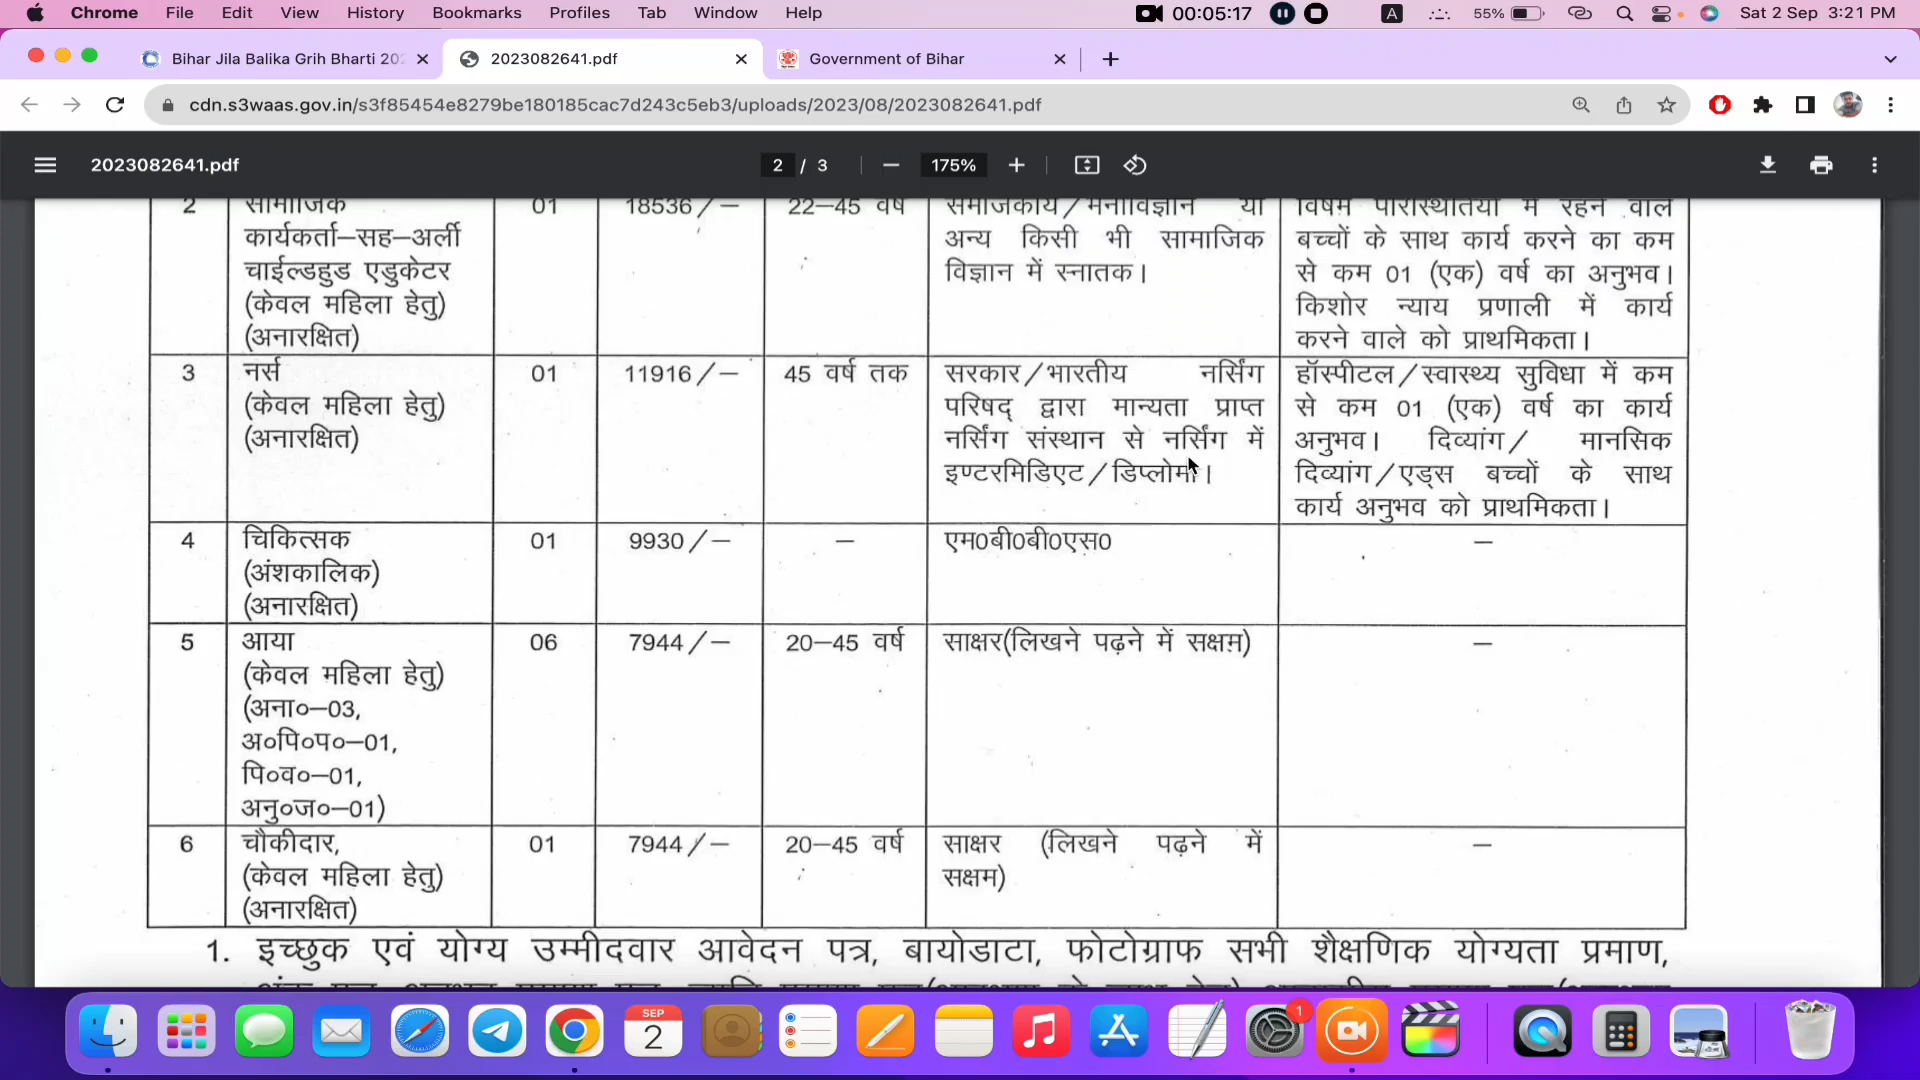 Chrome File Edit View History Bookmarks Profiles Tab Window Help 00:05:17 A 55% Sat 2 Sep 3:21 PM
Bihar Jila Balika Grih Bharti 202 2023082641.pdf Government of Bihar
cdn.s3waas.gov.in/s3f85454e8279be180185cac7d243c5eb3/uploads/2023/08/2023082641.pdf
2023082641.pdf 2 / 3 175%
2 सामाजिक 01 18536/— 22—45 वर्ष समाजकार्य/मनोविज्ञान या विषम परिस्थितियों में रहने वाले
कार्यकर्ता—सह—अर्ली अन्य किसी भी सामाजिक बच्चों के साथ कार्य करने का कम
चाईल्डहुड एडुकेटर विज्ञान में स्नातक। से कम 01 (एक) वर्ष का अनुभव।
(केवल महिला हेतु) किशोर न्याय प्रणाली में कार्य
(अनारक्षित) करने वाले को प्राथमिकता।
3 नर्स 01 11916/— 45 वर्ष तक सरकार/भारतीय नर्सिंग हॉस्पीटल/स्वास्थ्य सुविधा में कम
(केवल महिला हेतु) परिषद् द्वारा मान्यता प्राप्त से कम 01 (एक) वर्ष का कार्य
(अनारक्षित) नर्सिंग संस्थान से नर्सिंग में अनुभव। दिव्यांग/ मानसिक
इण्टरमिडिएट/डिप्लोमा। दिव्यांग/एड्स बच्चों के साथ
कार्य अनुभव को प्राथमिकता।
4 चिकित्सक 01 9930/— — एम0बी0बी0एस0 —
(अंशकालिक)
(अनारक्षित)
5 आया 06 7944/— 20—45 वर्ष साक्षर(लिखने पढ़ने में सक्षम) —
(केवल महिला हेतु)
(अना०—03,
अ०पि०प०—01,
पि०व०—01,
अनु०ज०—01)
6 चौकीदार, 01 7944/— 20—45 वर्ष साक्षर (लिखने पढ़ने में —
(केवल महिला हेतु) सक्षम)
(अनारक्षित)
1. इच्छुक एवं योग्य उम्मीदवार आवेदन पत्र, बायोडाटा, फोटोग्राफ सभी शैक्षणिक योग्यता प्रमाण,
SEP
2
1